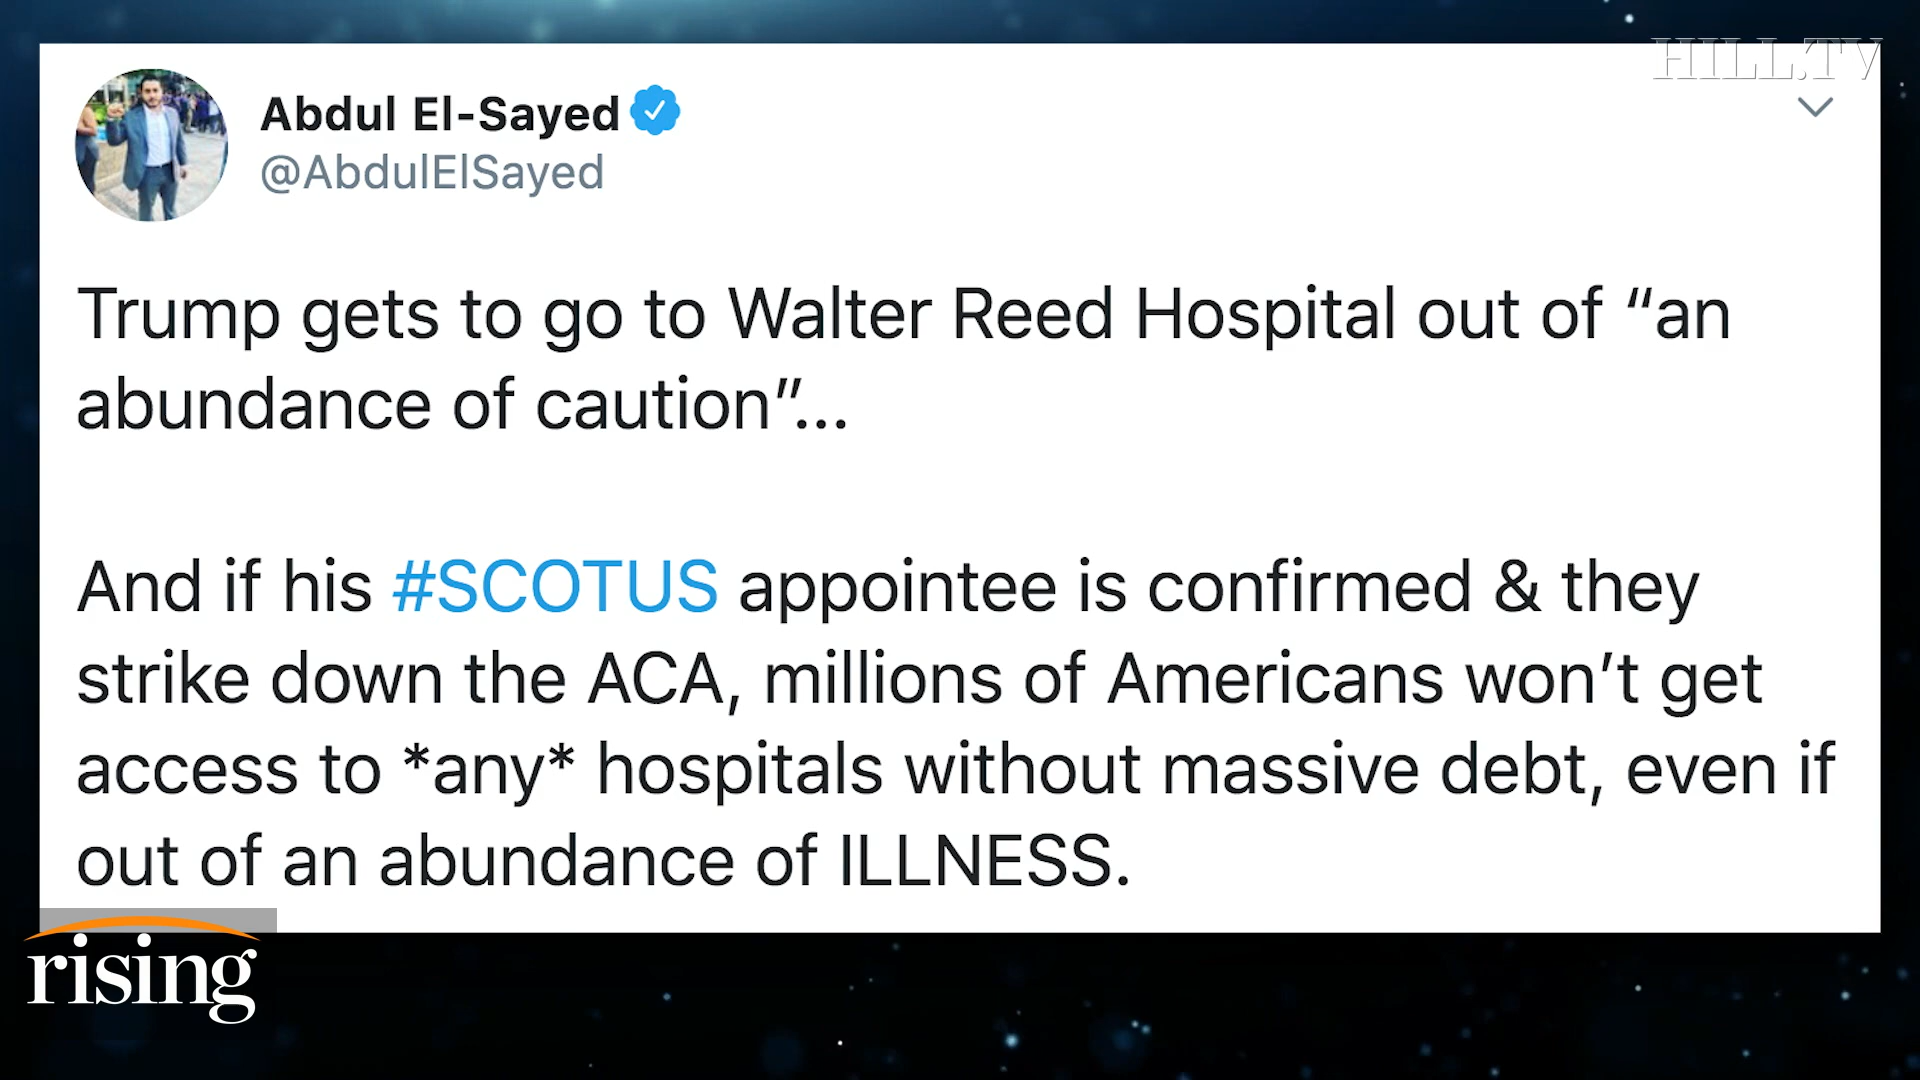 HILL.TV
Abdul El-Sayed
@AbdulElSayed
Trump gets to go to Walter Reed Hospital out of “an
abundance of caution”...
And if his #SCOTUS appointee is confirmed & they
strike down the ACA, millions of Americans won’t get
access to *any* hospitals without massive debt, even if
out of an abundance of ILLNESS.
rising